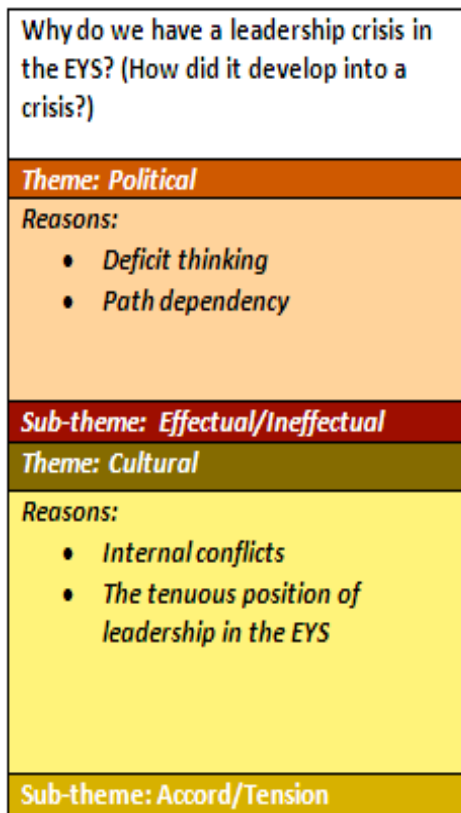 Why do we have a leadership crisis in
the EYS? (How did it develop into a
crisis?)
Theme: Political
Reasons:
• Deficit thinking
• Path dependency
Sub-theme: Effectual/Ineffectual
Theme: Cultural
Reasons:
• Internal conflicts
• The tenuous position of
leadership in the EYS
Sub-theme: Accord/Tension